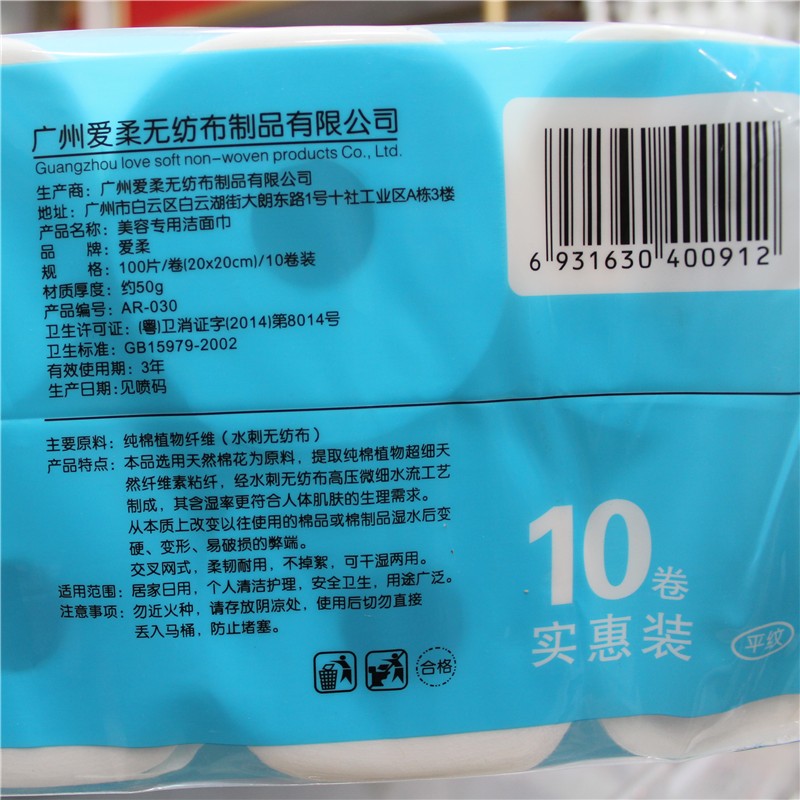 广州爱柔无纺布制品有限公司
Guangzhou love soft non-woven products Co., Ltd.
生产商：广州爱柔无纺布制品有限公司
地址：广州市白云区白云湖街大朗东路1号十社工业区A栋3楼
产品名称：美容专用洁面巾
品 牌：爱柔
规 格：100片/卷(20x20cm)/10卷装
材质厚度：约50g
产品编号：AR-030
卫生许可证：(粤)卫消证字(2014)第8014号
卫生标准：GB15979-2002
有效使用期：3年
生产日期:见喷码
6 931630 400912
主要原料：纯棉植物纤维（水刺无纺布）
产品特点：本品选用天然棉花为原料，提取纯棉植物超细天
然纤维素粘纤，经水刺无纺布高压微细水流工艺
制成，其含湿率更符合人体肌肤的生理需求。
从本质上改变以往使用的棉品或棉制品湿水后变
硬、变形、易破损的弊端。
交叉网式，柔韧耐用，不掉絮，可干湿两用。
适用范围：居家日用，个人清洁护理，安全卫生，用途广泛。
注意事项：勿近火种，请存放阴凉处，使用后切勿直接
丢入马桶，防止堵塞。
合格
10卷
实惠装
平纹